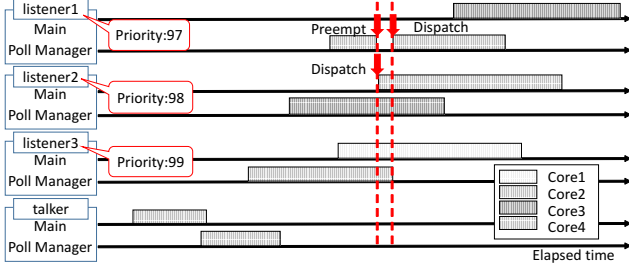 listener1
Main
Poll Manager
Priority:97
Preempt
Dispatch
Dispatch
listener2
Main
Poll Manager
Priority:98
listener3
Main
Poll Manager
Priority:99
talker
Main
Poll Manager
Core1
Core2
Core3
Core4
Elapsed time